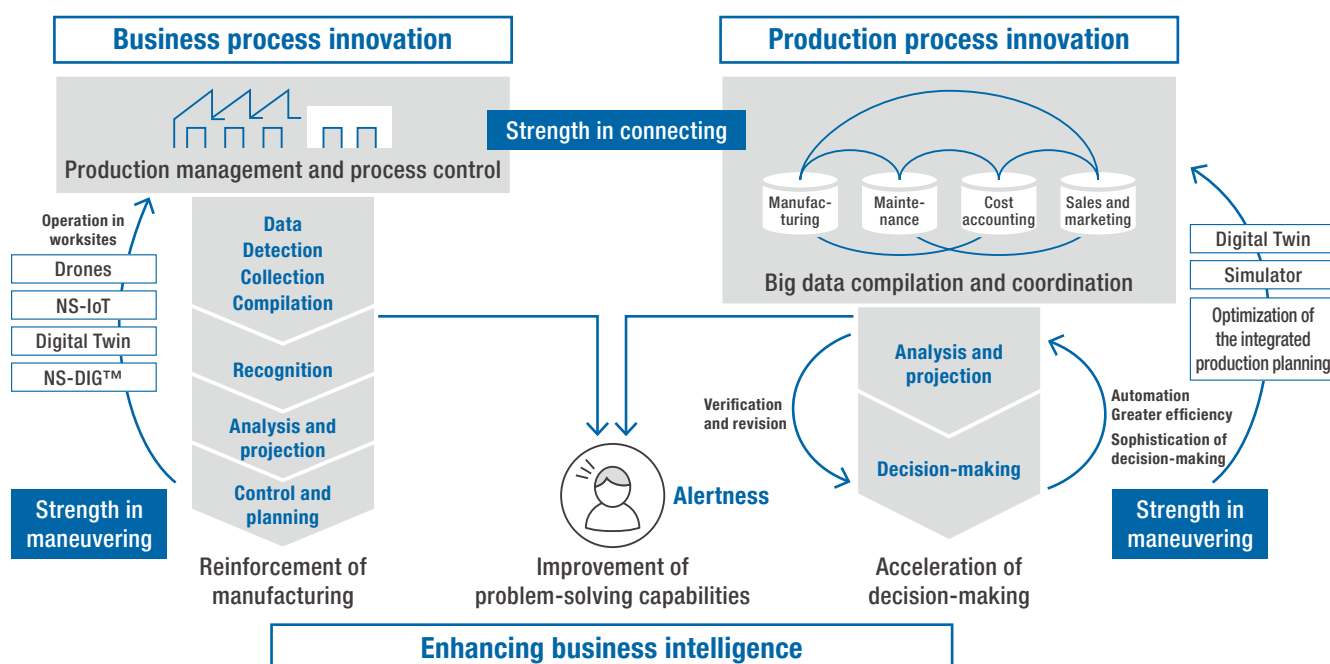 Business process innovation
Production process innovation
Production management and process control
Strength in connecting
Manufac-
turing
Mainte-
nance
Cost
accounting
Sales and
marketing
Big data compilation and coordination
Operation in
worksites
Drones
NS-IoT
Digital Twin
NS-DIG™
Strength in
maneuvering
Data
Detection
Collection
Compilation
Recognition
Analysis and
projection
Control and
planning
Reinforcement of
manufacturing
Alertness
Improvement of
problem-solving capabilities
Verification
and revision
Analysis and
projection
Decision-making
Automation
Greater efficiency
Sophistication of
decision-making
Acceleration of
decision-making
Digital Twin
Simulator
Optimization of
the integrated
production planning
Strength in
maneuvering
Enhancing business intelligence